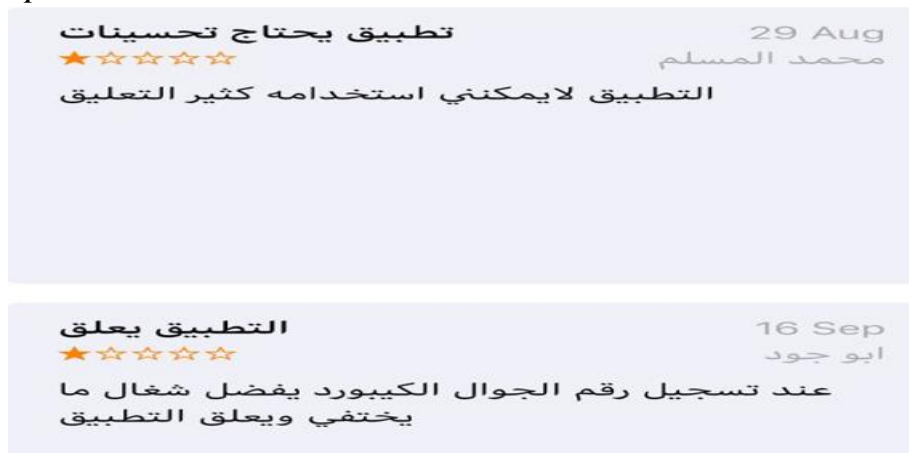 تطبيق يحتاج تحسينات
29 Aug
محمد المسلم
التطبيق لايمكنني استخدامه كثير التعليق
التطبيق يعلق
16 Sep
ابو جود
عند تسجيل رقم الجوال الكيبورد يفضل شغال ما
يختفي ويعلق التطبيق